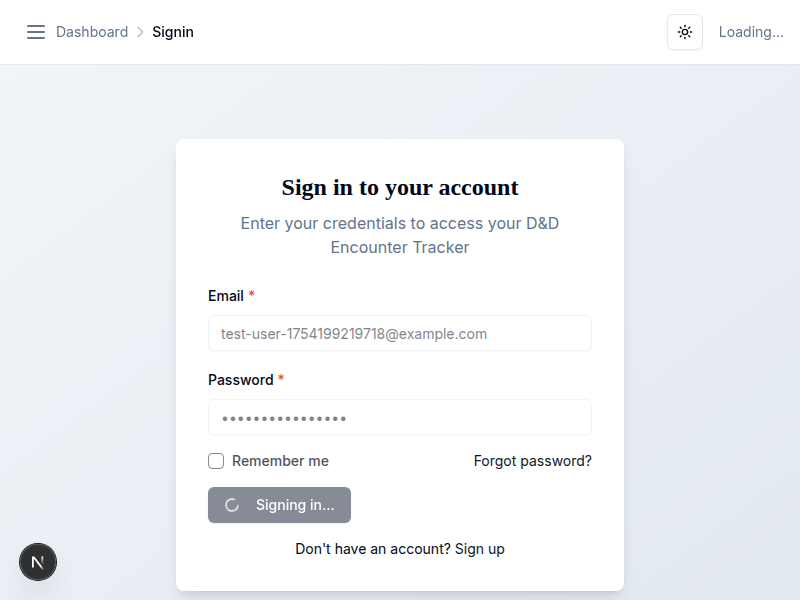 Dashboard > Signin
Loading...
Sign in to your account
Enter your credentials to access your D&D
Encounter Tracker
Email *
test-user-1754199219718@example.com
Password *
••••••••••••••••
Remember me
Forgot password?
Signing in...
Don't have an account? Sign up
N